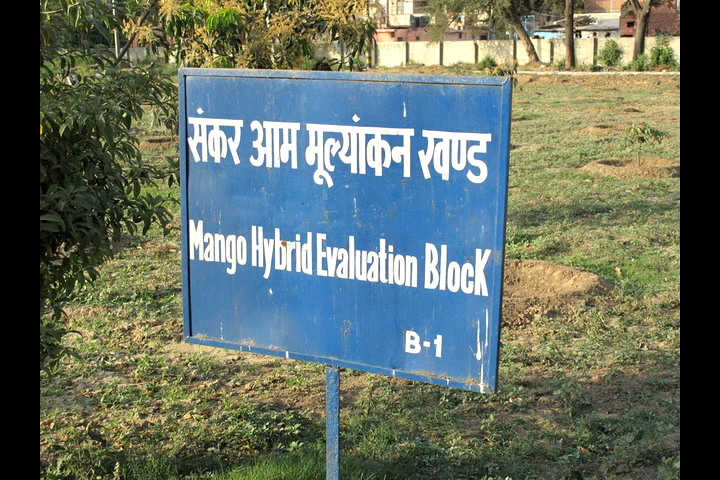 संकर आम मूल्यांकन खण्ड
Mango Hybrid Evaluation Block
B-1